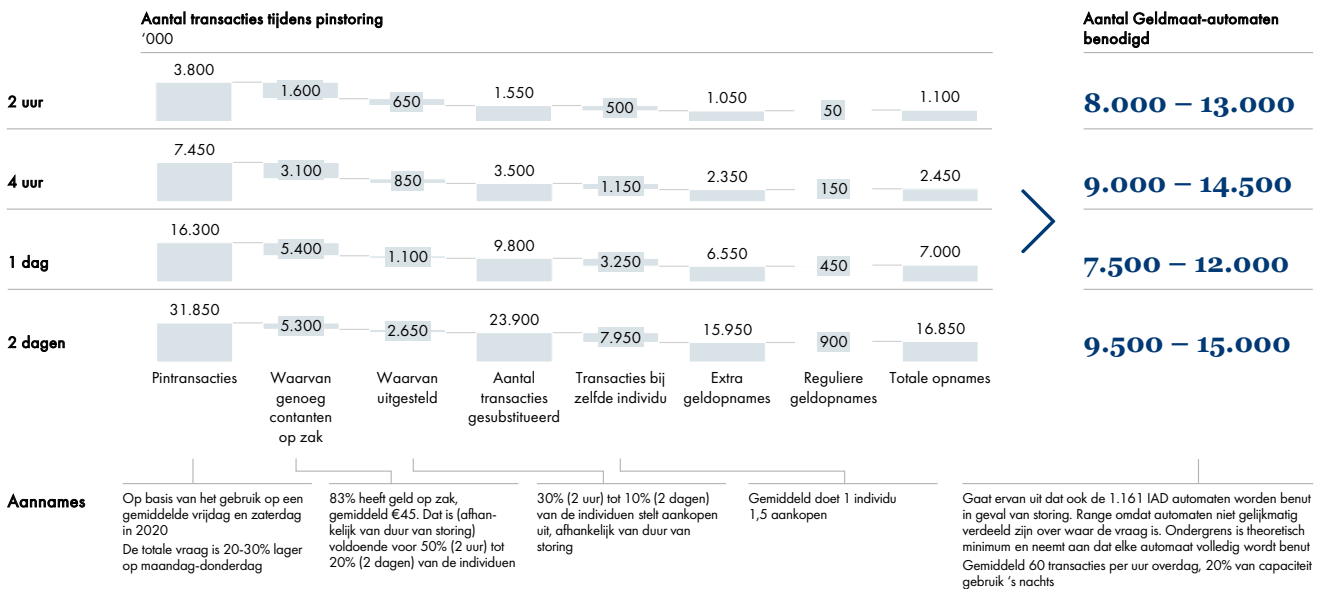 Aantal transacties tijdens pinstoring
'000
Aantal Geldmaat-automaten
benodigd
2 uur
3.800
1.600
650
1.550
500
1.050
50
1.100
8.000 – 13.000
4 uur
7.450
3.100
850
3.500
1.150
2.350
150
2.450
9.000 – 14.500
1 dag
16.300
5.400
1.100
9.800
3.250
6.550
450
7.000
7.500 – 12.000
2 dagen
31.850
5.300
2.650
23.900
7.950
15.950
900
16.850
9.500 – 15.000
Pintransacties
Waarvan
genoeg
contanten
op zak
Waarvan
uitgesteld
Aantal
transacties
gesubstitueerd
Transacties bij
zelfde individu
Extra
geldopnames
Reguliere
geldopnames
Totale opnames
Aannames
Op basis van het gebruik op een
gemiddelde vrijdag en zaterdag
in 2020
De totale vraag is 20-30% lager
op maandag-donderdag
83% heeft geld op zak,
gemiddeld €45. Dat is (afhan-
kelijk van duur van storing)
voldoende voor 50% (2 uur) tot
20% (2 dagen) van de individuen
30% (2 uur) tot 10% (2 dagen)
van de individuen stelt aankopen
uit, afhankelijk van duur van
storing
Gemiddeld doet 1 individu
1,5 aankopen
Gaat ervan uit dat ook de 1.161 IAD automaten worden benut
in geval van storing. Range omdat automaten niet gelijkmatig
verdeeld zijn over waar de vraag is. Ondergrens is theoretisch
minimum en neemt aan dat elke automaat volledig wordt benut
Gemiddeld 60 transacties per uur overdag, 20% van capaciteit
gebruik 's nachts